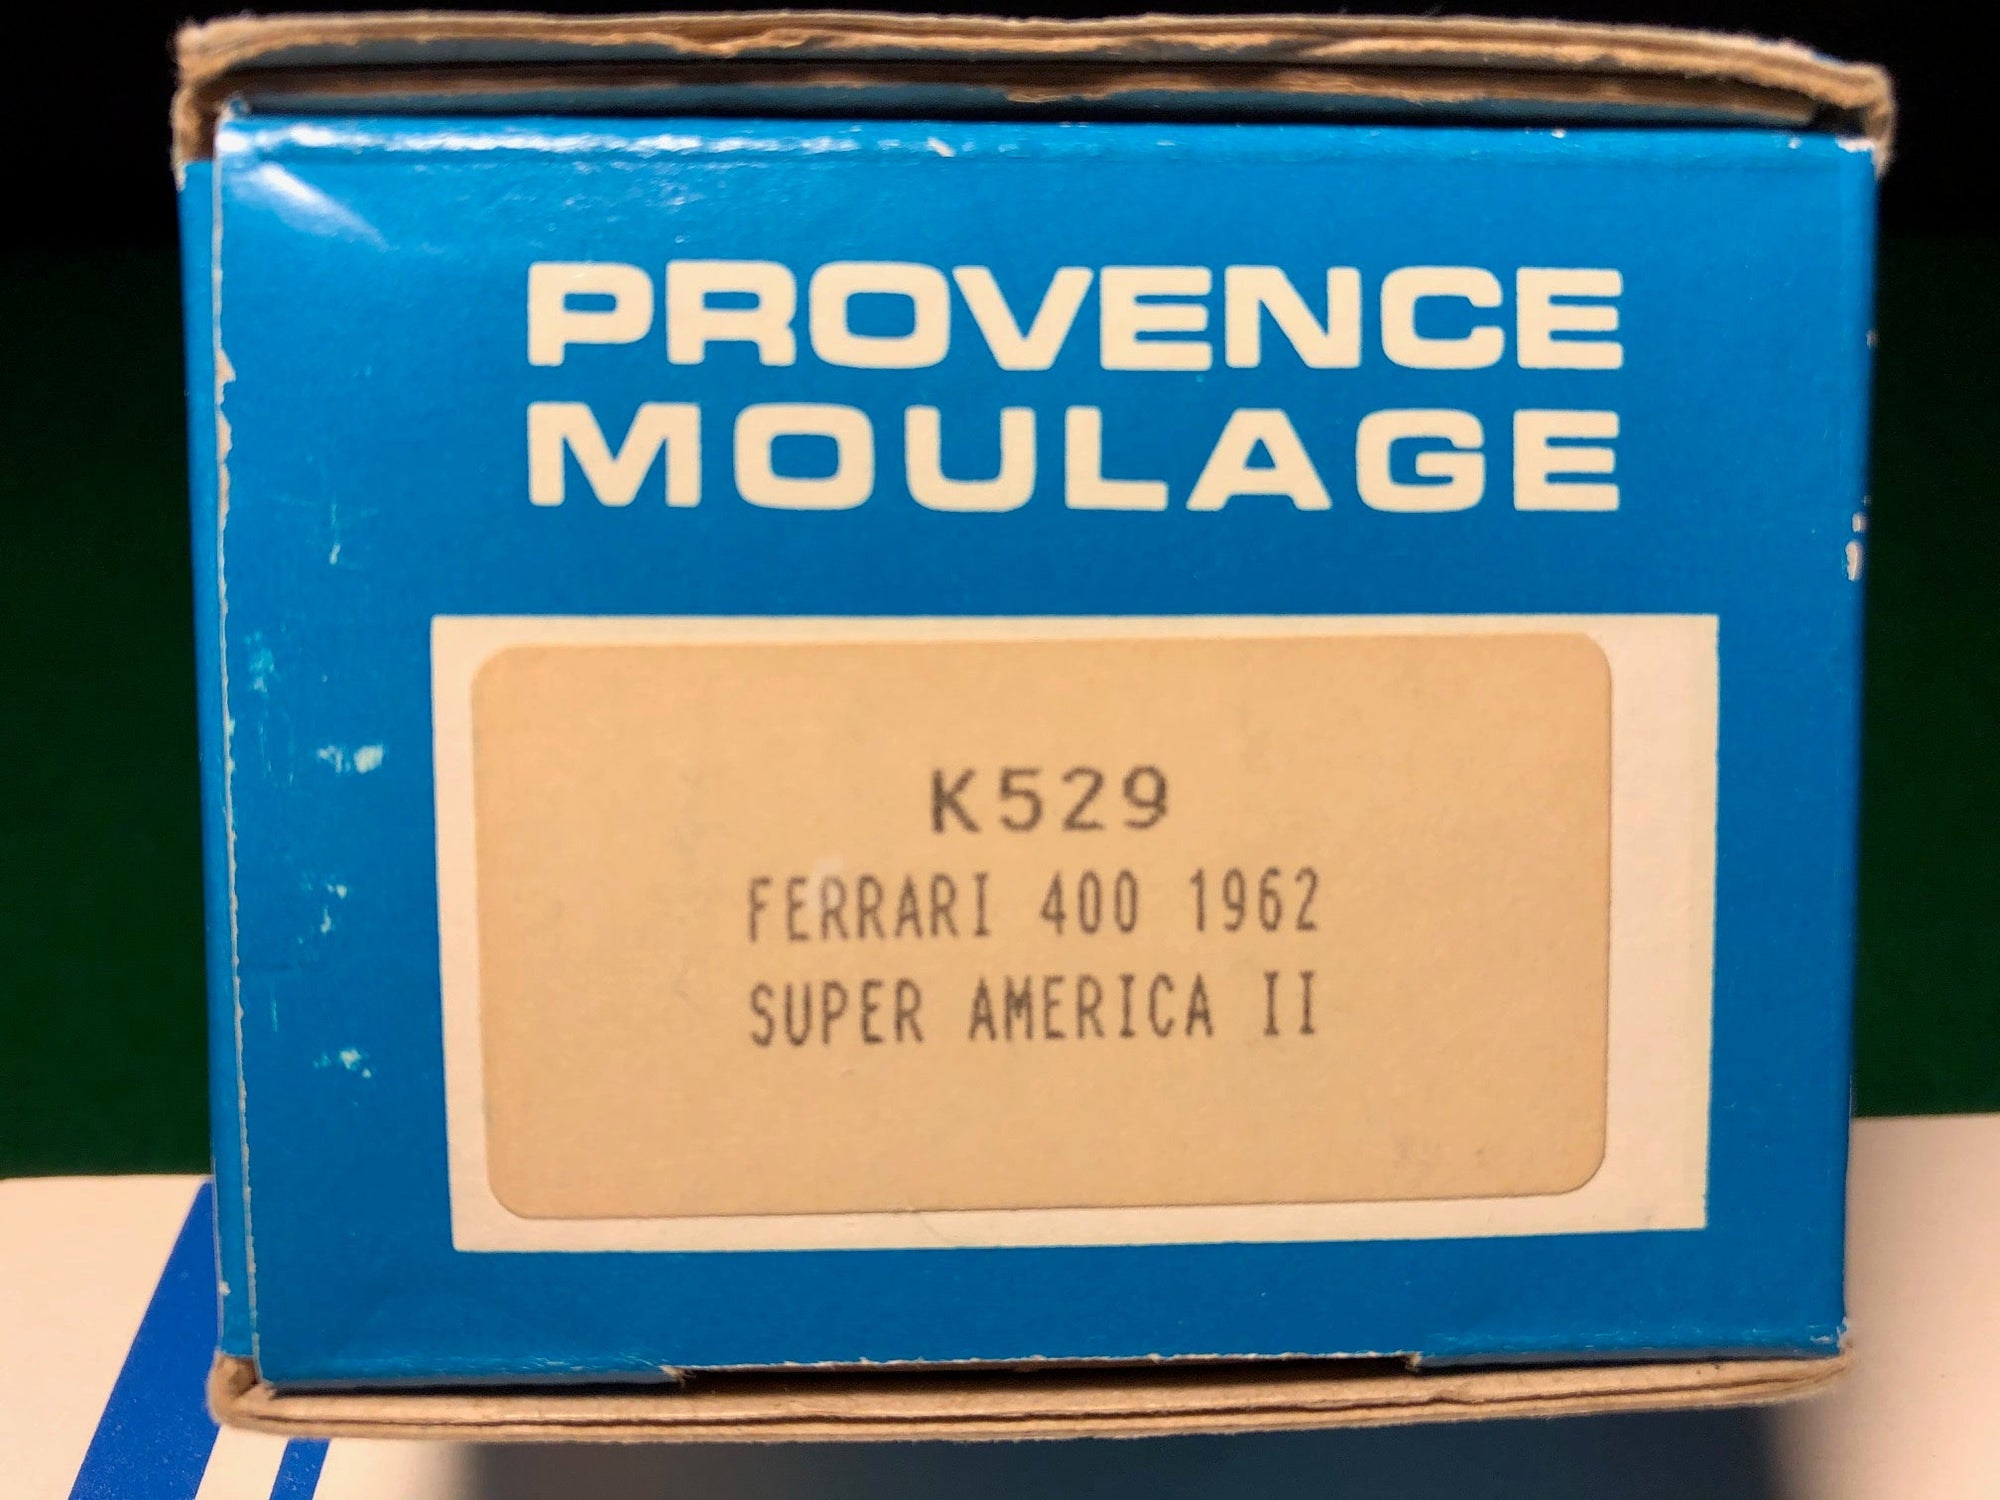 PROVENCE
MOULAGE
K529
FERRARI 400 1962
SUPER AMERICA II